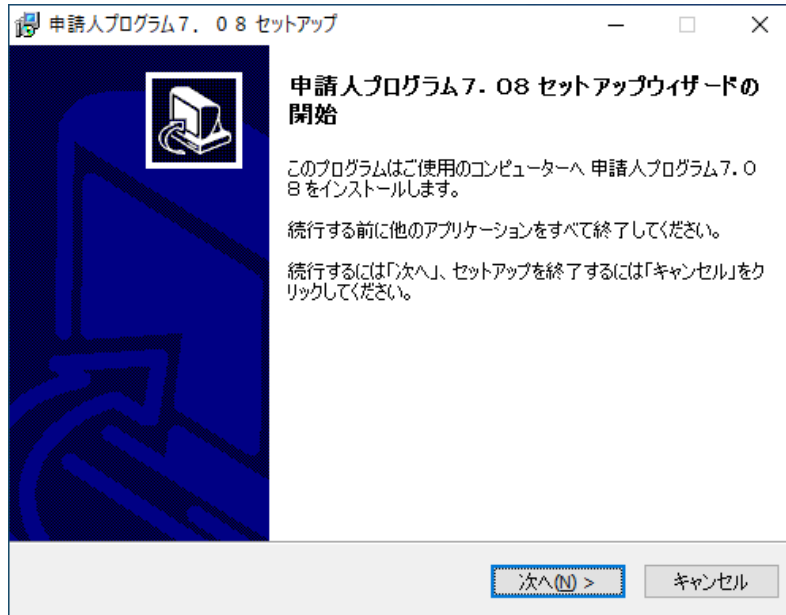 申請人プログラム７．０８ セットアップ
申請人プログラム７．０８ セットアップウィザードの
開始
このプログラムはご使用のコンピューターへ 申請人プログラム７．０
８ をインストールします。
続行する前に他のアプリケーションをすべて終了してください。
続行するには「次へ」、セットアップを終了するには「キャンセル」をク
リックしてください。
次へ(N) >
キャンセル